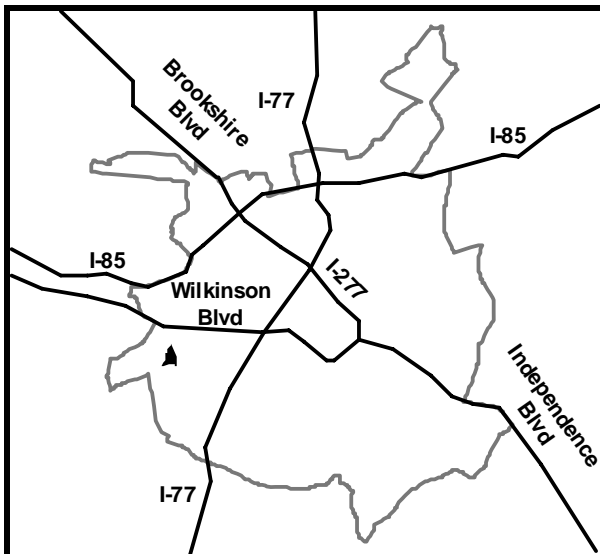 Brookshire
Blvd
I-77
I-85
I-85
Wilkinson
Blvd
I-277
Independence
Blvd
I-77